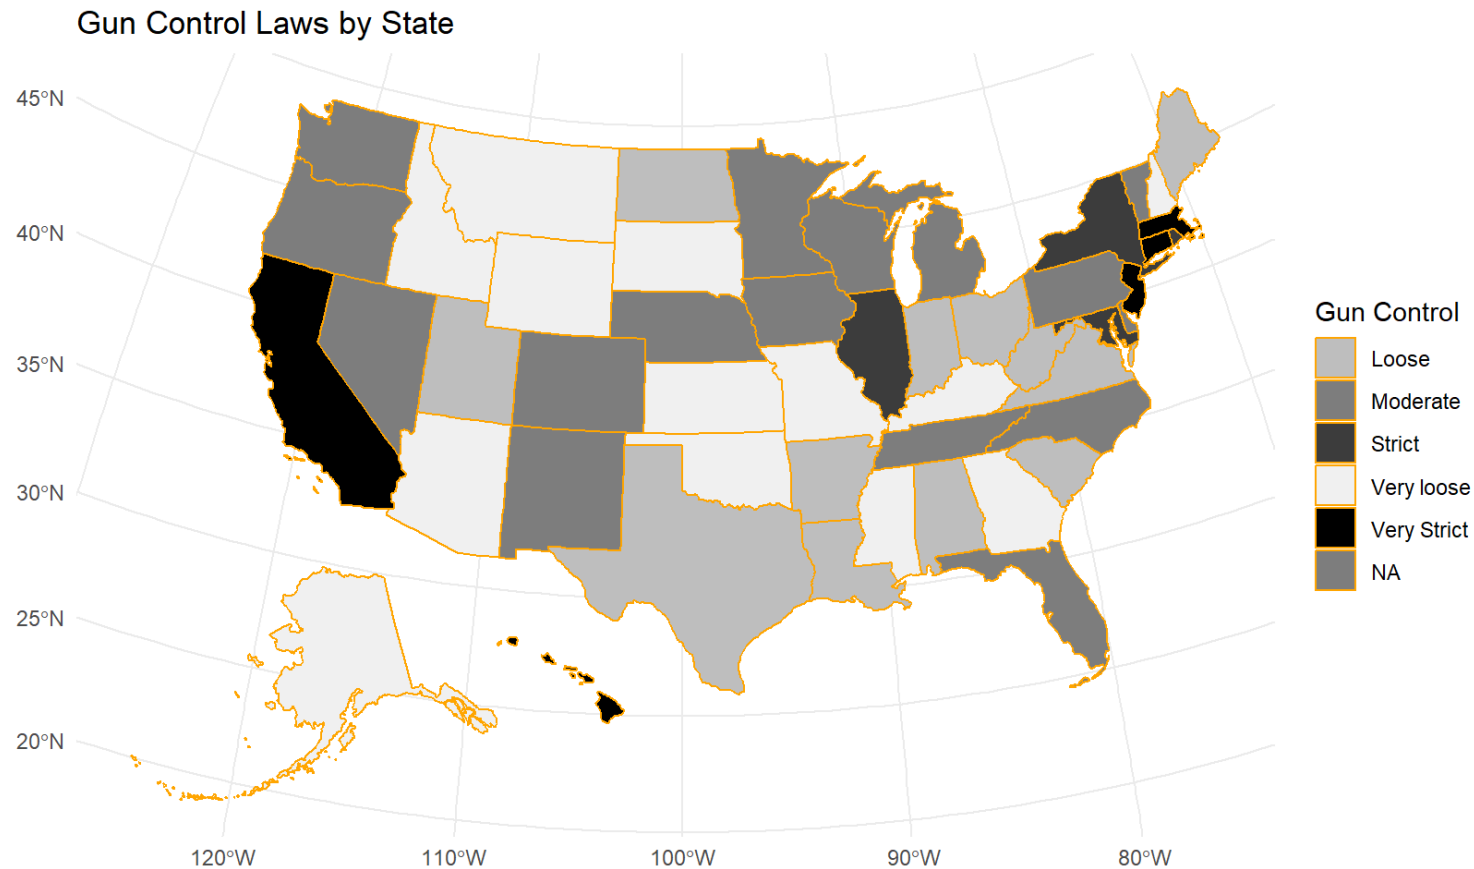 Gun Control Laws by State
45°N
40°N
35°N
30°N
25°N
20°N
120°W
110°W
100°W
90°W
80°W
Gun Control
Loose
Moderate
Strict
Very loose
Very Strict
NA